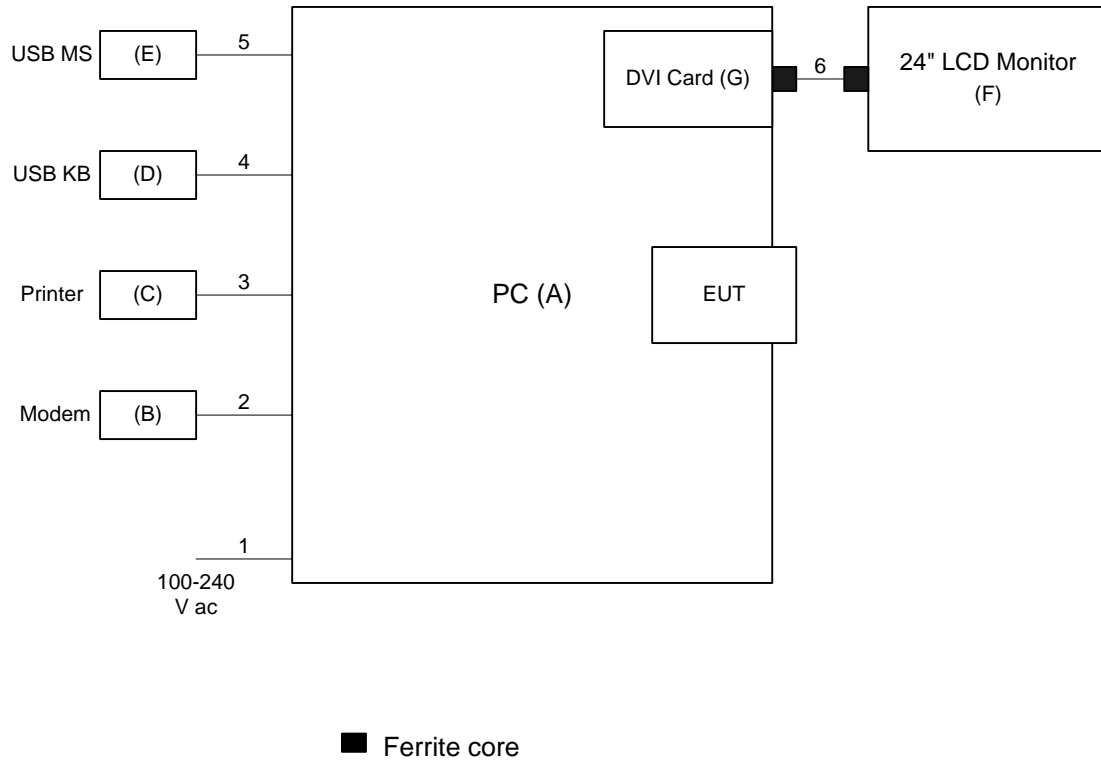 USB MS
(E)
5
DVI Card (G)
6
24" LCD Monitor
(F)
USB KB
(D)
4
Printer
(C)
3
PC (A)
EUT
Modem
(B)
2
1
100-240
V ac
Ferrite core